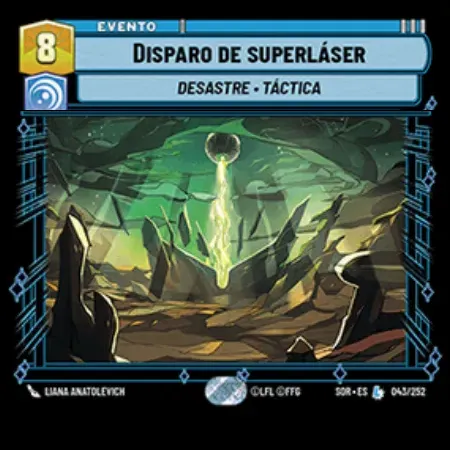 EVENTO
8
DISPARO DE SUPERLÁSER
DESASTRE • TÁCTICA
LIANA ANATOLEVICH
©LFL ©FFG
SOR • ES L 043/252